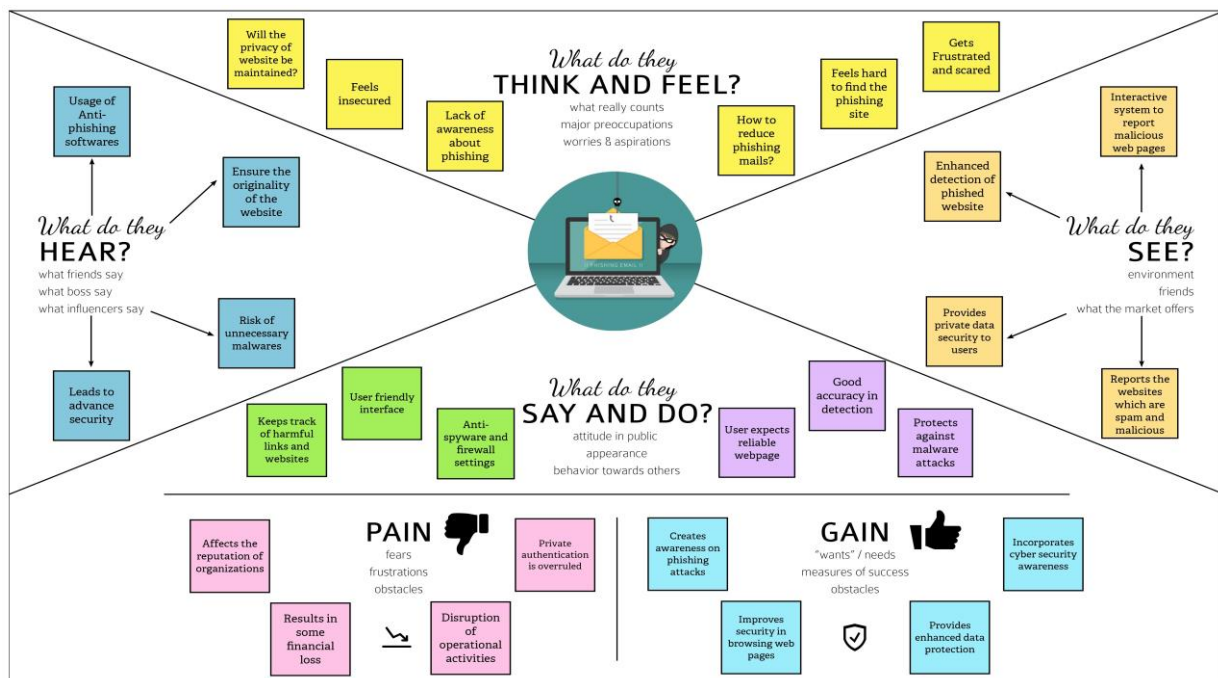 What do they
THINK AND FEEL?
what really counts
major preoccupations
worries & aspirations
Will the
privacy of
website be
maintained?
Feels
insecured
Lack of
awareness
about
phishing
How to
reduce
phishing
mails?
Feels hard
to find the
phishing
site
Gets
Frustrated
and scared
What do they
HEAR?
what friends say
what boss say
what influencers say
Usage of
Anti-
phishing
softwares
Ensure the
originality
of the
website
Risk of
unnecessary
malwares
Leads to
advance
security
PHISHING EMAIL
What do they
SEE?
environment
friends
what the market offers
Interactive
system to
report
malicious
web pages
Enhanced
detection of
phished
website
Provides
private data
security to
users
Reports the
websites
which are
spam and
malicious
What do they
SAY AND DO?
attitude in public
appearance
behavior towards others
Keeps track
of harmful
links and
websites
User friendly
interface
Anti-
spyware and
firewall
settings
User expects
reliable
webpage
Good
accuracy in
detection
Protects
against
malware
attacks
PAIN
fears
frustrations
obstacles
Affects the
reputation of
organizations
Results in
some
financial
loss
Disruption
of
operational
activities
Private
authentication
is overruled
GAIN
"wants" / needs
measures of success
obstacles
Creates
awareness on
phishing
attacks
Improves
security in
browsing web
pages
Provides
enhanced data
protection
Incorporates
cyber security
awareness